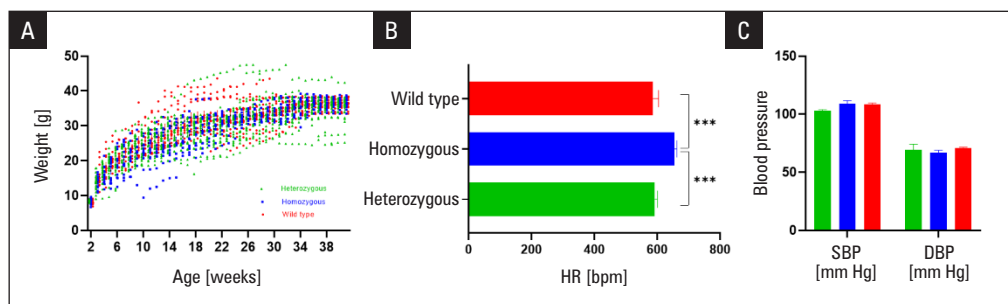 A
Weight [g]
50
40
30
20
10
0
Heterozygous
Homozygous
Wild type
2 6 10 14 18 22 26 30 34 38
Age [weeks]
B
Wild type
Homozygous
Heterozygous
***
***
0 200 400 600 800
HR [bpm]
C
Blood pressure
150
100
50
0
SBP DBP
[mm Hg] [mm Hg]